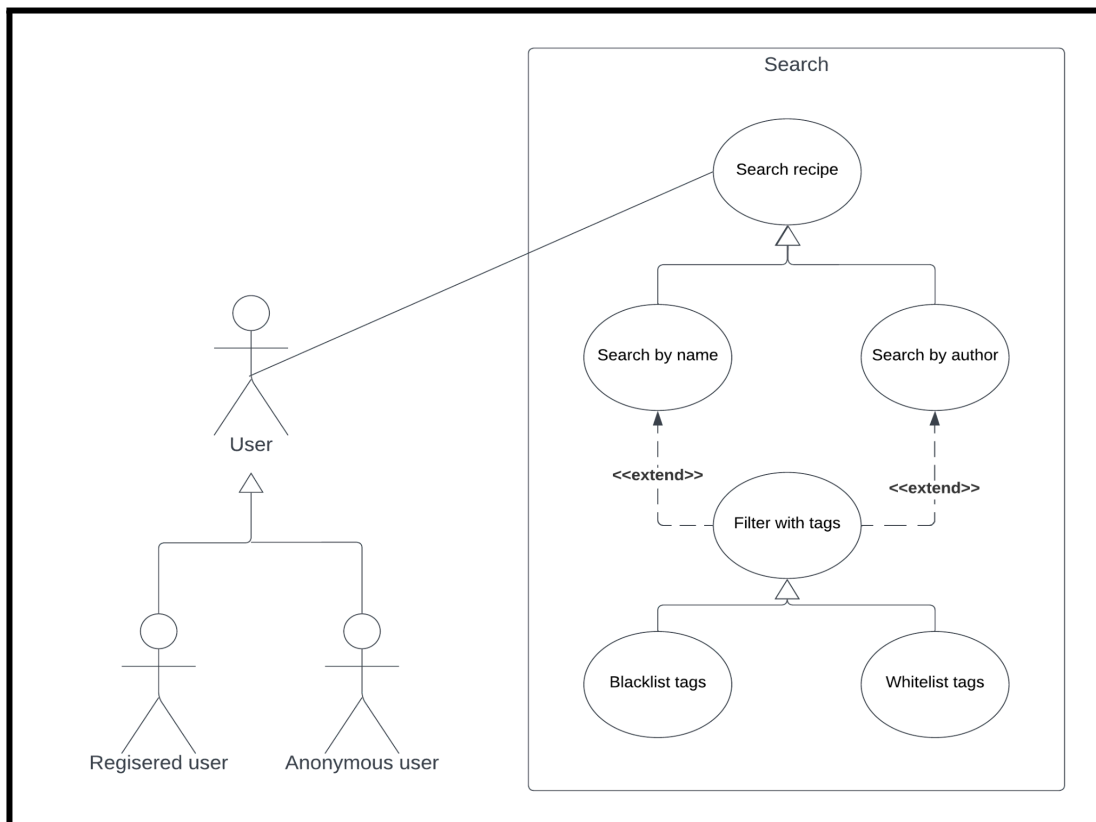 Search
Search recipe
Search by name
Search by author
User
<<extend>>
<<extend>>
Filter with tags
Blacklist tags
Whitelist tags
Regisered user
Anonymous user